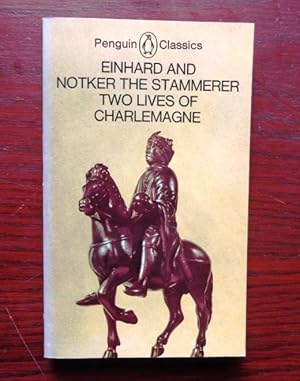 Penguin Classics
EINHARD AND
NOTKER THE STAMMERER
TWO LIVES OF
CHARLEMAGNE